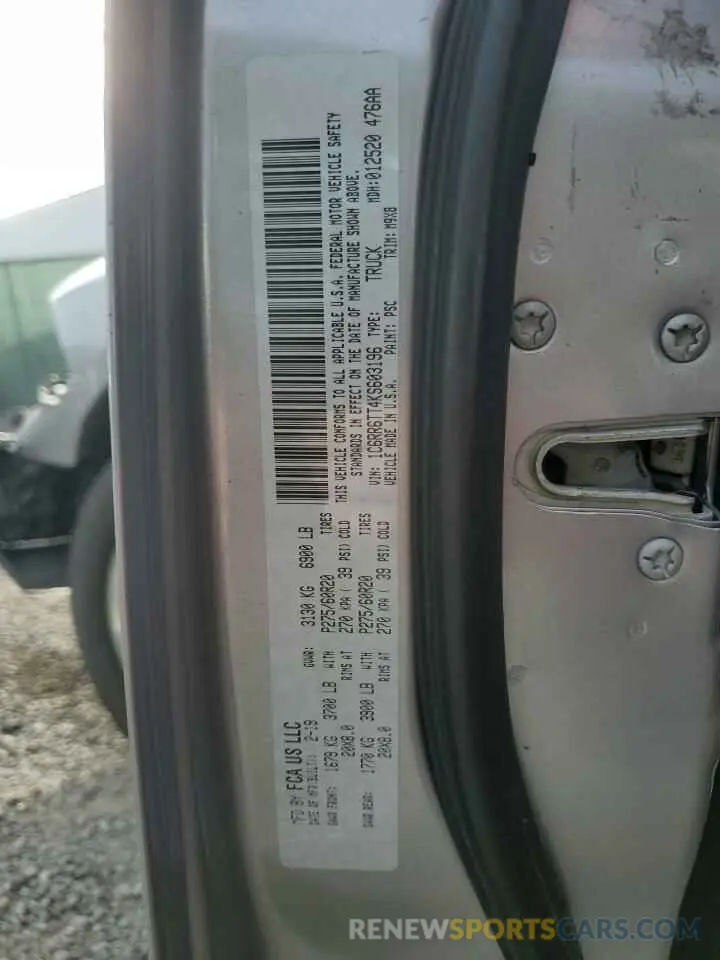 MFD BY FCA US LLC
DATE OF MFD/BUILT: 2-19 GVWR: 3130 KG 6900 LB
GAWR FRONT: 1679 KG 3700 LB WITH P275/60R20 TIRES
20X8.0 RIMS AT 270 KPA ( 39 PSI) COLD
GAWR REAR: 1770 KG 3900 LB WITH P275/60R20 TIRES
20X8.0 RIMS AT 270 KPA ( 39 PSI) COLD
THIS VEHICLE CONFORMS TO ALL APPLICABLE U.S.A. FEDERAL MOTOR VEHICLE SAFETY
STANDARDS IN EFFECT ON THE DATE OF MANUFACTURE SHOWN ABOVE.
VIN: 1C6RR6TT4KS603196 TYPE: TRUCK MDH:012520 476AA
VEHICLE MADE IN U.S.A. PAINT: PSC TRIM: M9X8
RENEWSPORTSCARS.COM